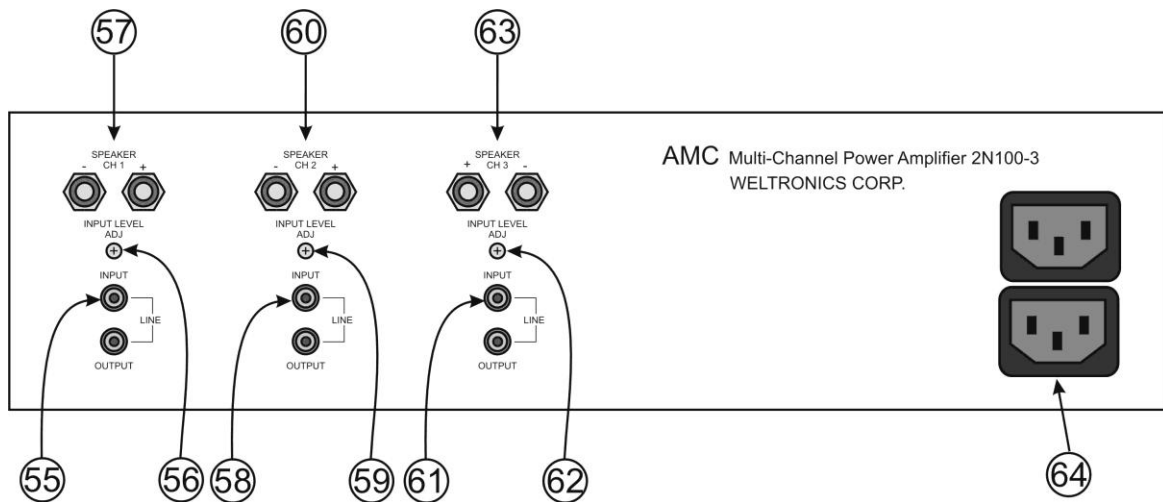 57 60 63
SPEAKER
CH 1
- +
SPEAKER
CH 2
- +
SPEAKER
CH 3
+ -
AMC Multi-Channel Power Amplifier 2N100-3
WELTRONICS CORP.
INPUT LEVEL
ADJ
INPUT LEVEL
ADJ
INPUT LEVEL
ADJ
INPUT
LINE
OUTPUT
INPUT
LINE
OUTPUT
INPUT
LINE
OUTPUT
55 56 58 59 61 62 64